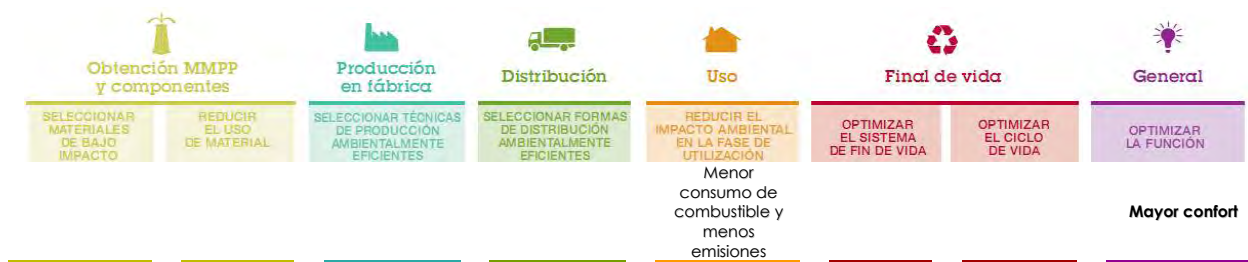 Obtención MMPP
y componentes
Producción
en fábrica
Distribución
Uso
Final de vida
General
SELECCIONAR
MATERIALES
DE BAJO
IMPACTO
REDUCIR
EL USO
DE MATERIAL
SELECCIONAR TÉCNICAS
DE PRODUCCIÓN
AMBIENTALMENTE
EFICIENTES
SELECCIONAR FORMAS
DE DISTRIBUCIÓN
AMBIENTALMENTE
EFICIENTES
REDUCIR EL
IMPACTO AMBIENTAL
EN LA FASE DE
UTILIZACIÓN
OPTIMIZAR
EL SISTEMA
DE FIN DE VIDA
OPTIMIZAR
EL CICLO
DE VIDA
OPTIMIZAR
LA FUNCIÓN
Menor
consumo de
combustible y
menos
emisiones
Mayor confort